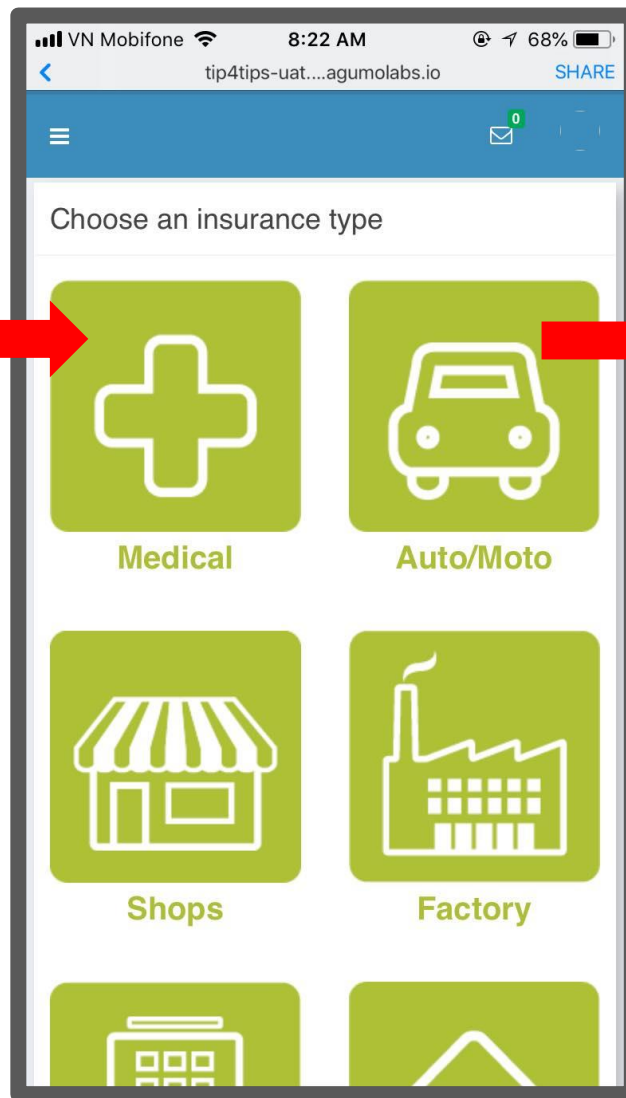 VN Mobifone 8:22 AM 68%
< tip4tips-uat....agumolabs.io SHARE
0
Choose an insurance type
Medical Auto/Moto
Shops Factory